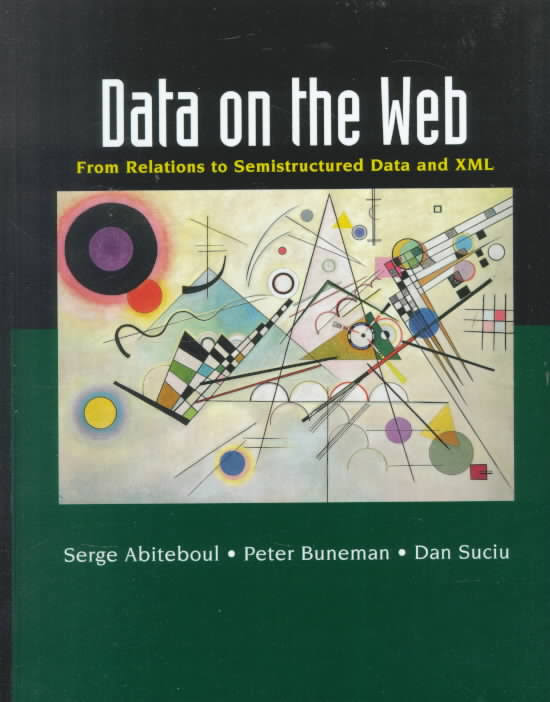 Data on the Web
From Relations to Semistructured Data and XML
Serge Abiteboul • Peter Buneman • Dan Suciu